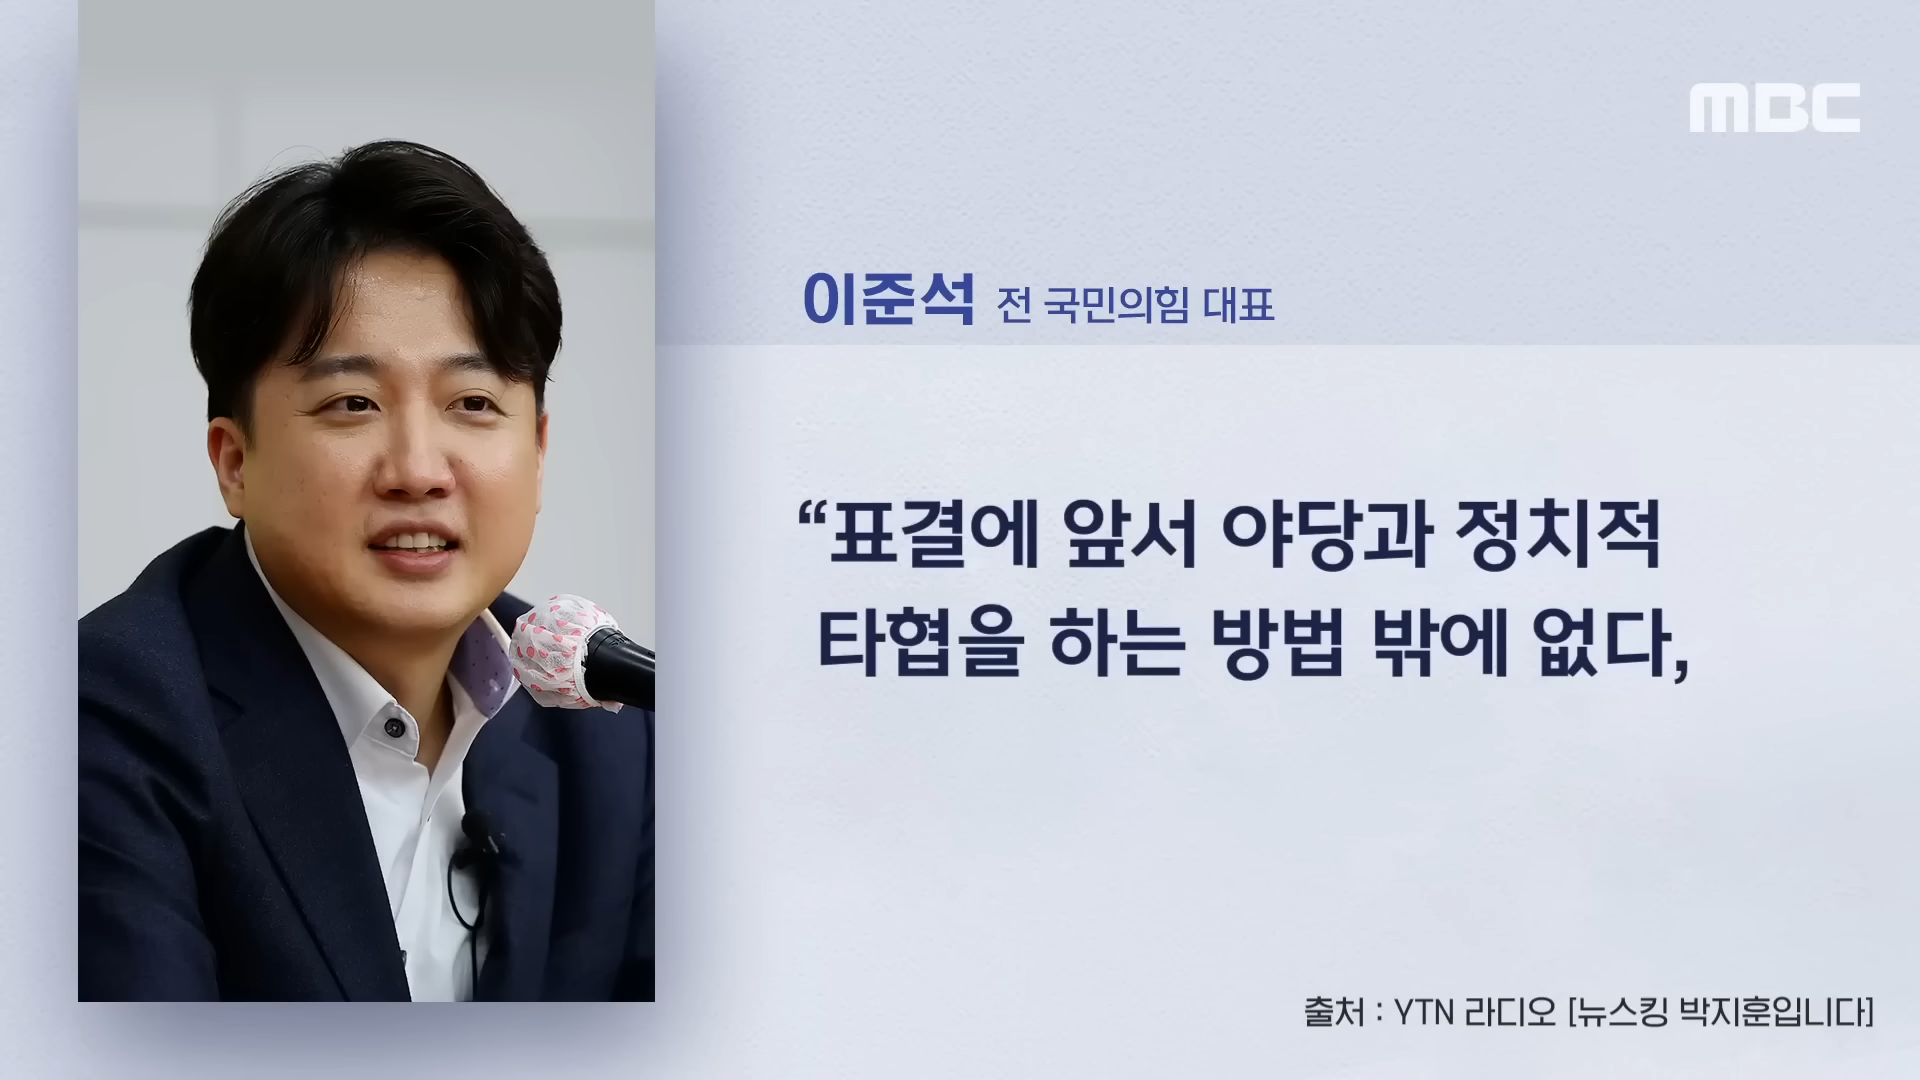 MBC
이준석 전 국민의힘 대표
“표결에 앞서 야당과 정치적
타협을 하는 방법 밖에 없다,
출처 : YTN 라디오 [뉴스킹 박지훈입니다]